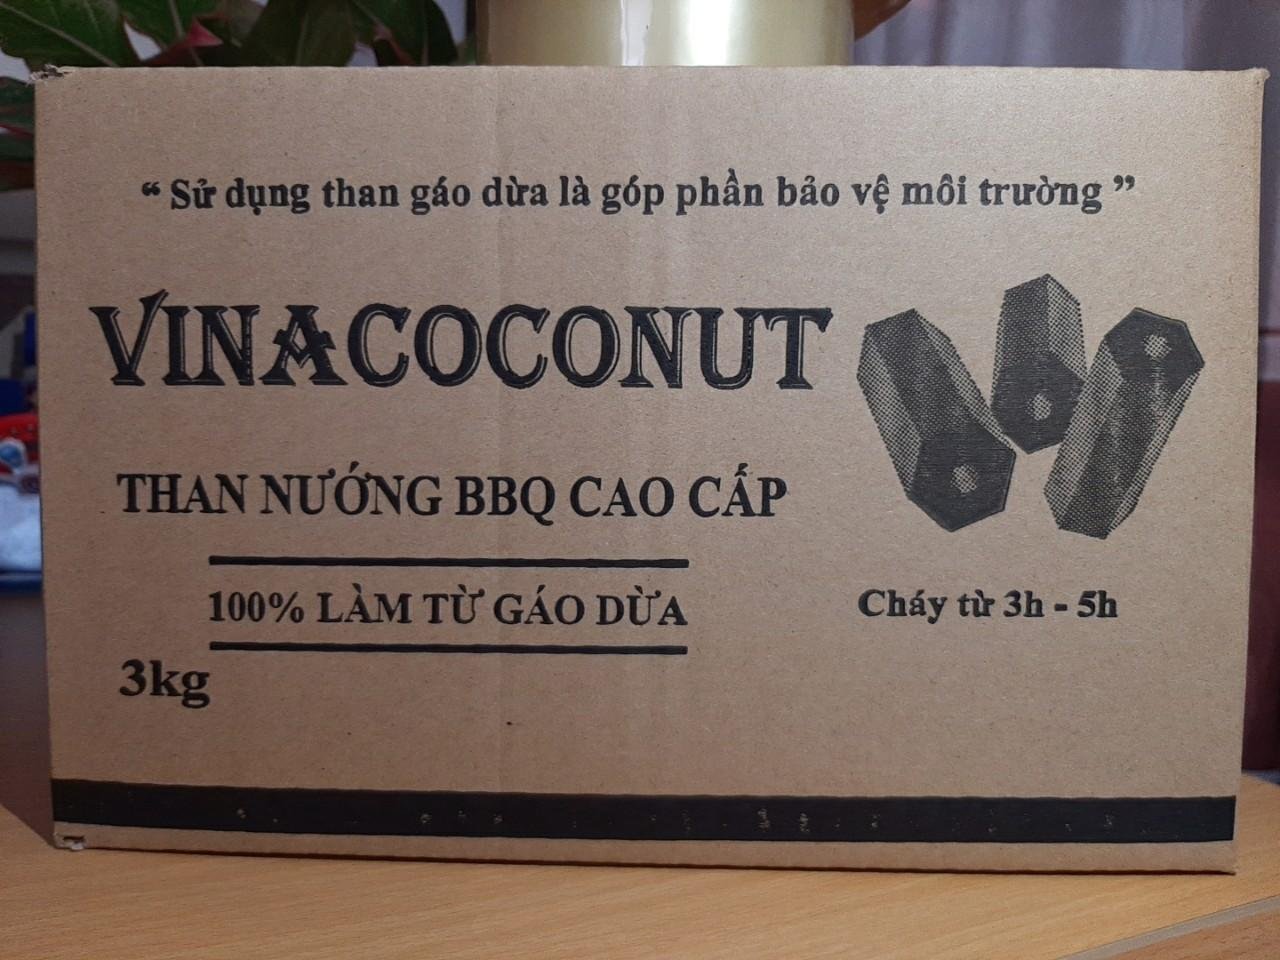 “ Sử dụng than gáo dừa là góp phần bảo vệ môi trường ”
VINACOCONUT
THAN NƯỚNG BBQ CAO CẤP
100% LÀM TỪ GÁO DỪA
Cháy từ 3h - 5h
3kg